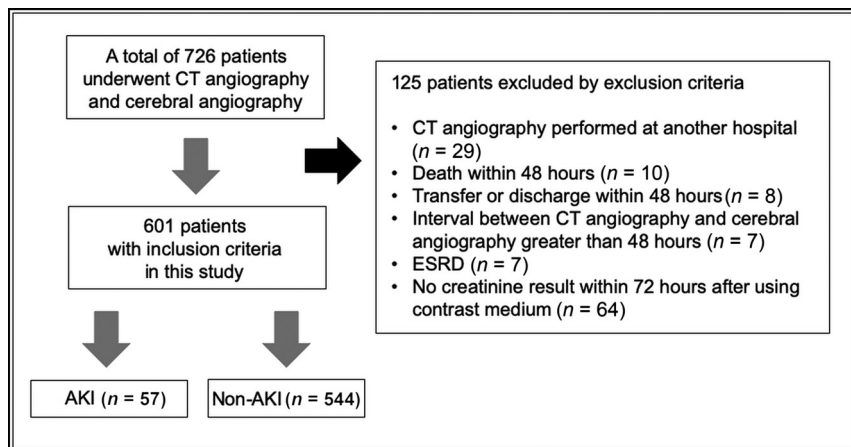 A total of 726 patients
underwent CT angiography
and cerebral angiography
125 patients excluded by exclusion criteria
• CT angiography performed at another hospital
(n = 29)
• Death within 48 hours (n = 10)
• Transfer or discharge within 48 hours (n = 8)
• Interval between CT angiography and cerebral
angiography greater than 48 hours (n = 7)
• ESRD (n = 7)
• No creatinine result within 72 hours after using
contrast medium (n = 64)
601 patients
with inclusion criteria
in this study
AKI (n = 57)
Non-AKI (n = 544)